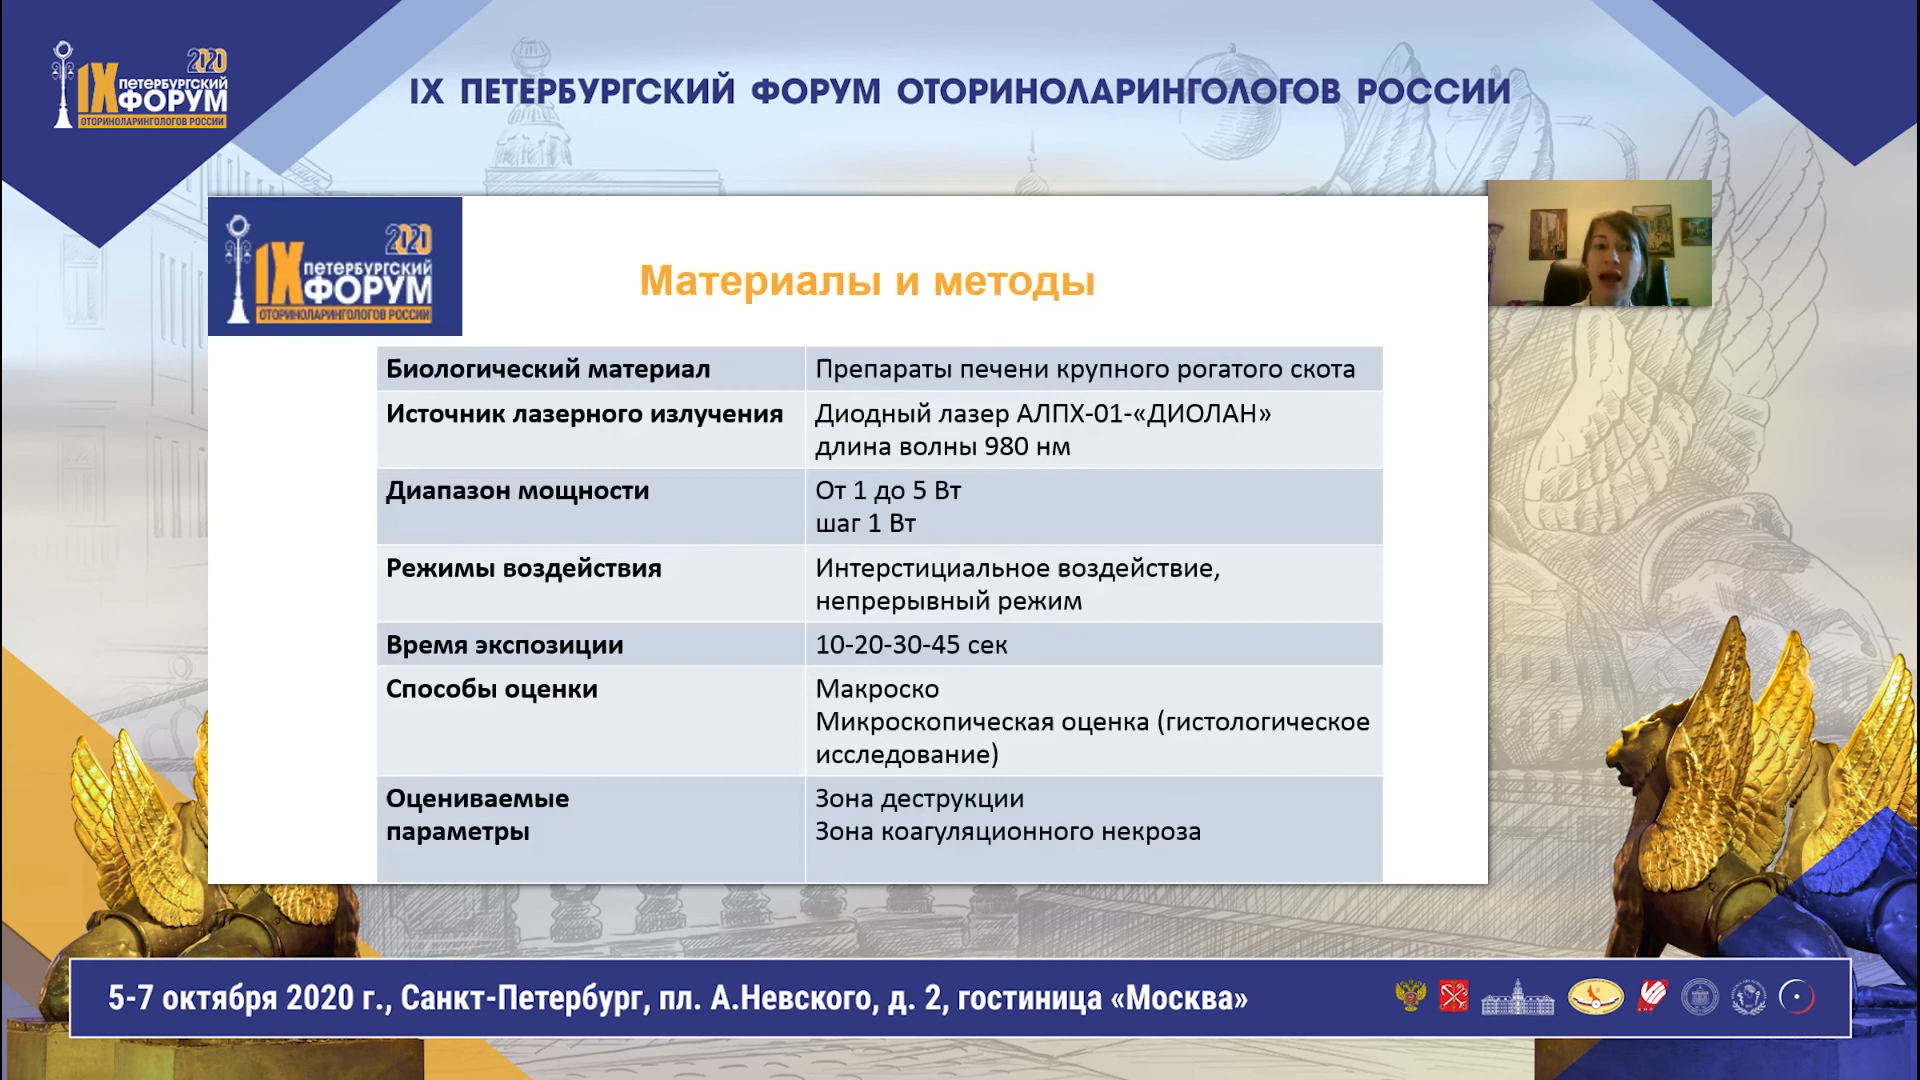 2020
IX ПЕТЕРБУРГСКИЙ
ФОРУМ
ОТОРИНОЛАРИНГОЛОГОВ РОССИИ
IX ПЕТЕРБУРГСКИЙ ФОРУМ ОТОРИНОЛАРИНГОЛОГОВ РОССИИ
2020
IX ПЕТЕРБУРГСКИЙ
ФОРУМ
ОТОРИНОЛАРИНГОЛОГОВ РОССИИ
Материалы и методы
Биологический материал
Препараты печени крупного рогатого скота
Источник лазерного излучения
Диодный лазер АЛПХ-01-«ДИОЛАН»
длина волны 980 нм
Диапазон мощности
От 1 до 5 Вт
шаг 1 Вт
Режимы воздействия
Интерстициальное воздействие,
непрерывный режим
Время экспозиции
10-20-30-45 сек
Способы оценки
Макроско
Микроскопическая оценка (гистологическое
исследование)
Оцениваемые
параметры
Зона деструкции
Зона коагуляционного некроза
5-7 октября 2020 г., Санкт-Петербург, пл. А.Невского, д. 2, гостиница «Москва»